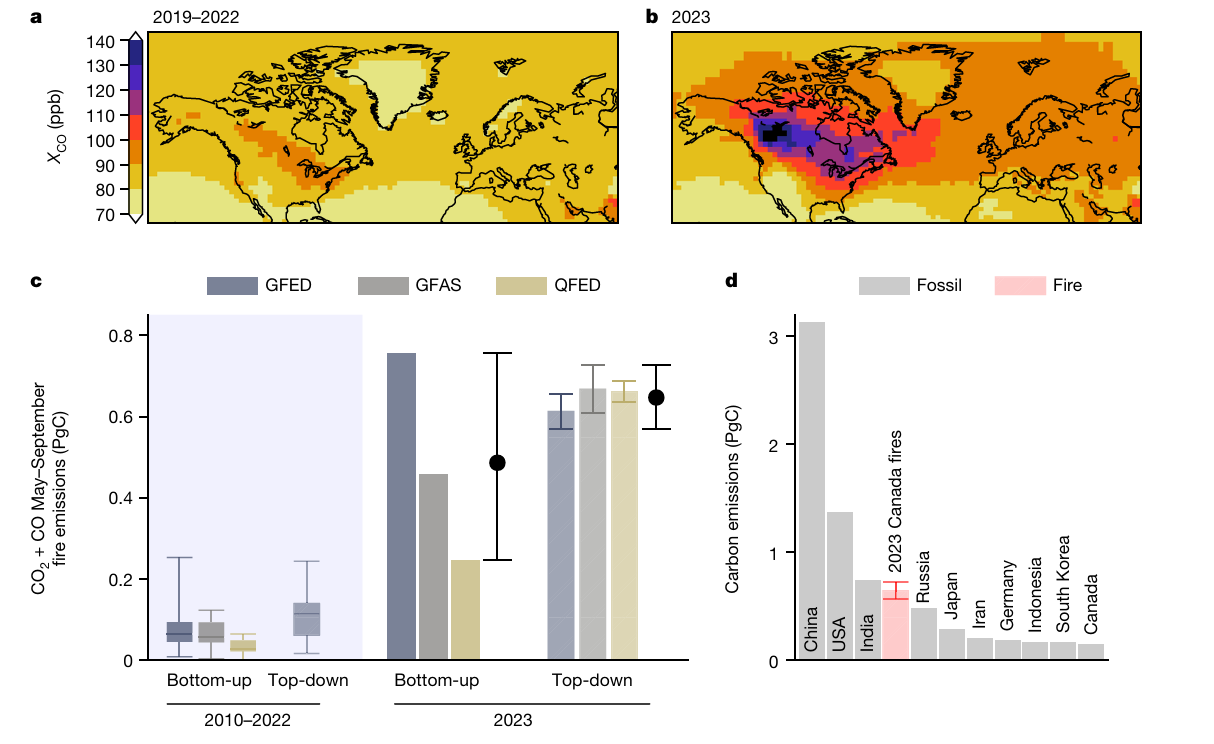 a
2019–2022
b
2023
140
130
120
110
100
90
80
70
XCO (ppb)
c
GFED
GFAS
QFED
0.8
0.6
0.4
0.2
0
CO2 + CO May–September
fire emissions (PgC)
Bottom-up
Top-down
Bottom-up
Top-down
2010–2022
2023
d
Fossil
Fire
3
2
1
0
Carbon emissions (PgC)
China
USA
India
2023 Canada fires
Russia
Japan
Iran
Germany
Indonesia
South Korea
Canada